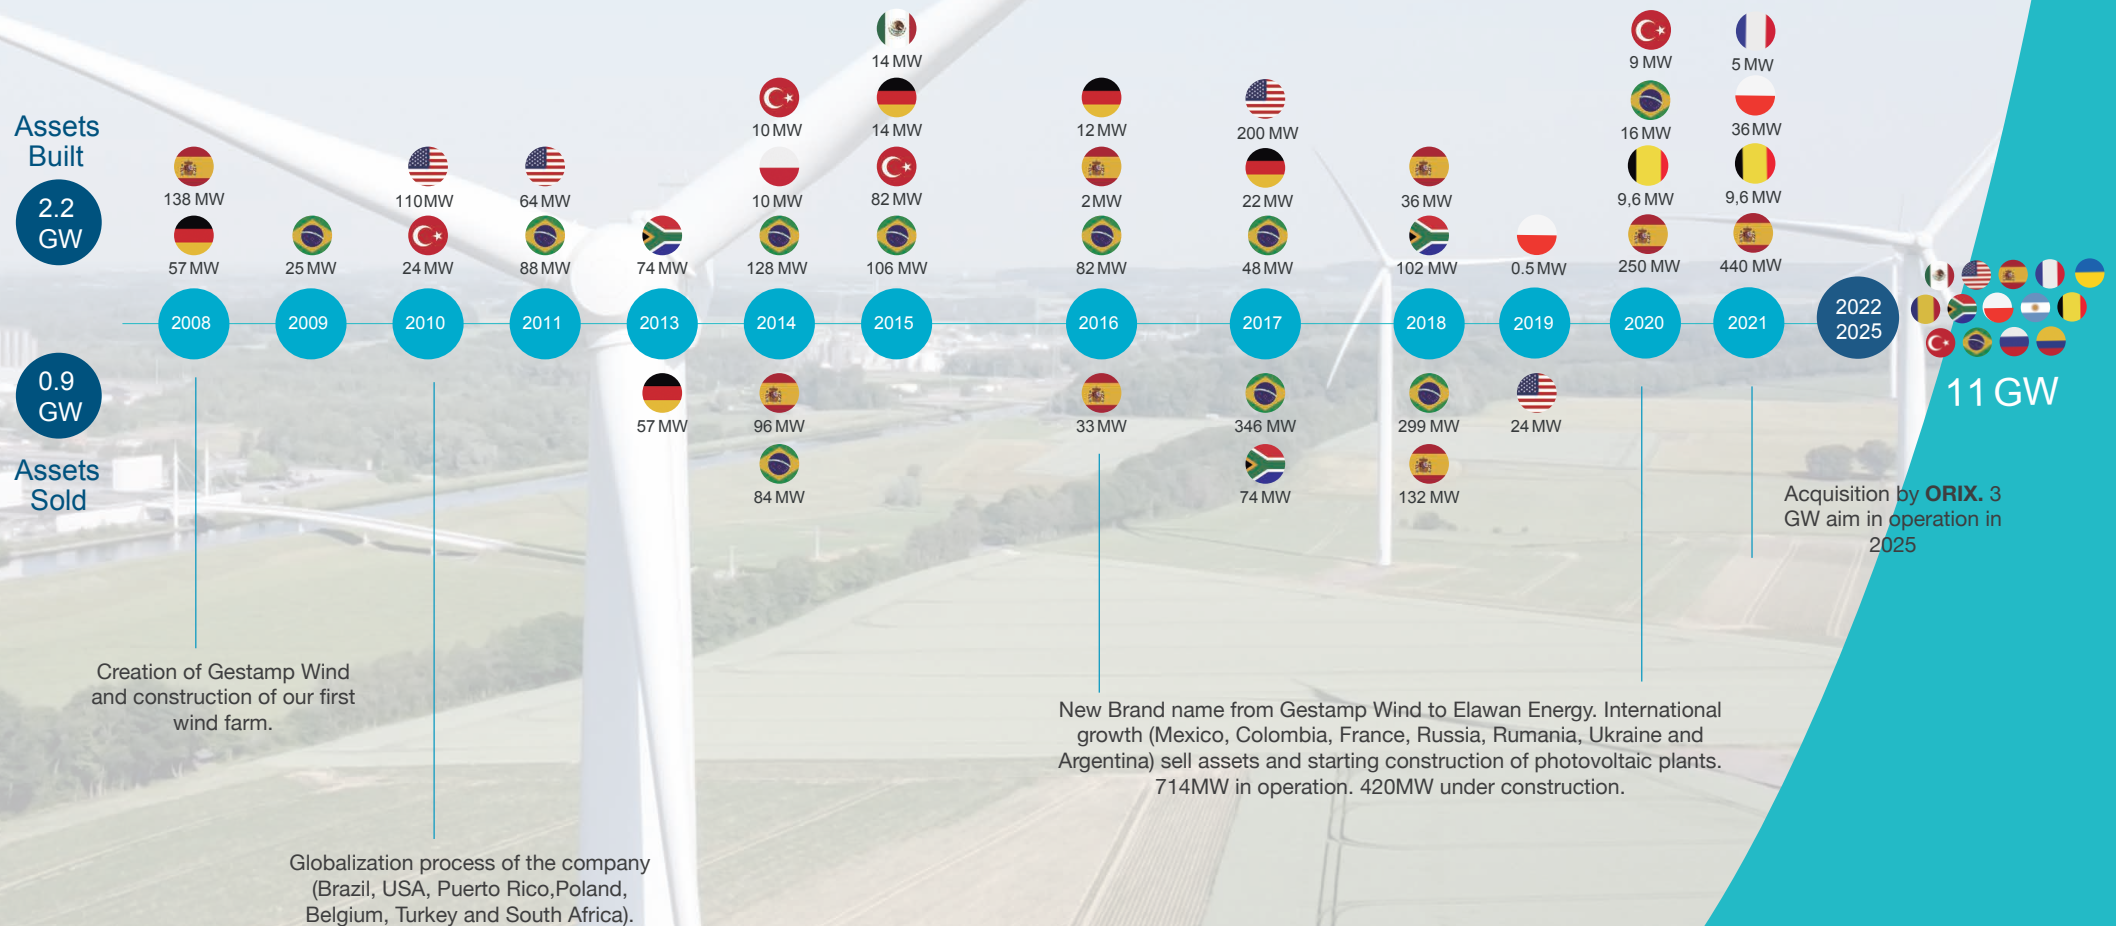 Assets
Built
2.2
GW
0.9
GW
Assets
Sold
138 MW
57 MW
2008
25 MW
2009
110 MW
24 MW
2010
64 MW
88 MW
2011
74 MW
2013
57 MW
10 MW
10 MW
128 MW
2014
96 MW
84 MW
14 MW
14 MW
82 MW
106 MW
2015
12 MW
2 MW
82 MW
2016
33 MW
200 MW
22 MW
48 MW
2017
346 MW
74 MW
36 MW
102 MW
2018
299 MW
132 MW
0.5 MW
2019
24 MW
9 MW
16 MW
9,6 MW
250 MW
2020
5 MW
36 MW
9,6 MW
440 MW
2021
2022
2025
11 GW
Creation of Gestamp Wind
and construction of our first
wind farm.
Globalization process of the company
(Brazil, USA, Puerto Rico,Poland,
Belgium, Turkey and South Africa).
New Brand name from Gestamp Wind to Elawan Energy. International
growth (Mexico, Colombia, France, Russia, Rumania, Ukraine and
Argentina) sell assets and starting construction of photovoltaic plants.
714MW in operation. 420MW under construction.
Acquisition by ORIX. 3
GW aim in operation in
2025